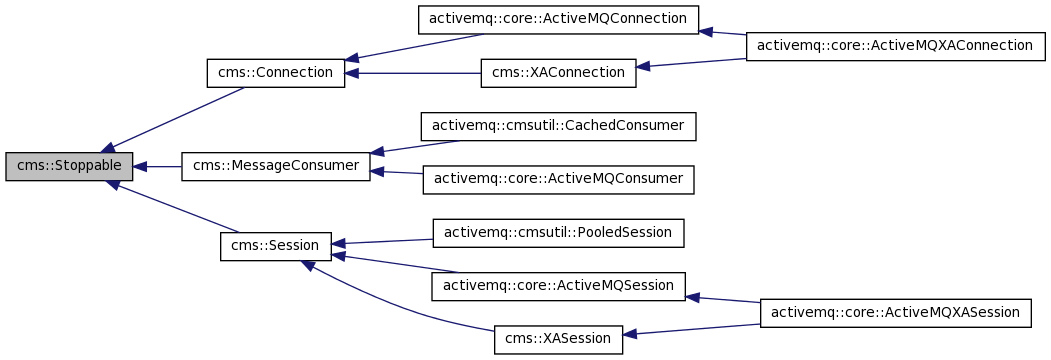 activemq::core::ActiveMQConnection
activemq::core::ActiveMQXAConnection
cms::Connection
cms::XAConnection
activemq::cmsutil::CachedConsumer
cms::Stoppable
cms::MessageConsumer
activemq::core::ActiveMQConsumer
activemq::cmsutil::PooledSession
cms::Session
activemq::core::ActiveMQSession
activemq::core::ActiveMQXASession
cms::XASession